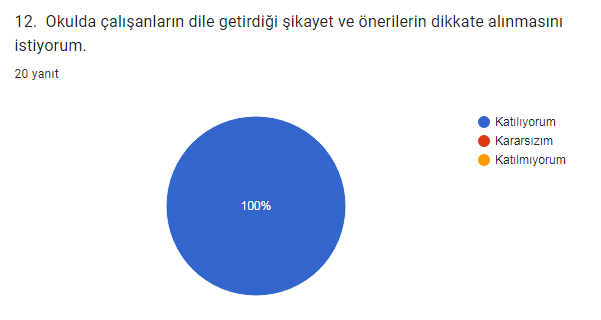 12. Okulda çalışanların dile getirdiği şikayet ve önerilerin dikkate alınmasını
istiyorum.
20 yanıt
Katılıyorum
Kararsızım
Katılmıyorum
100%